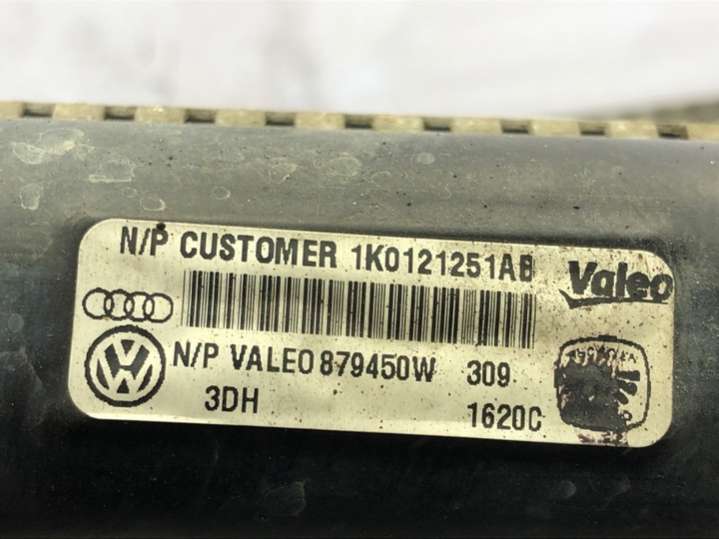 N/P CUSTOMER 1K0121251AB
Valeo
N/P VALEO 879450W 309
3DH 1620C